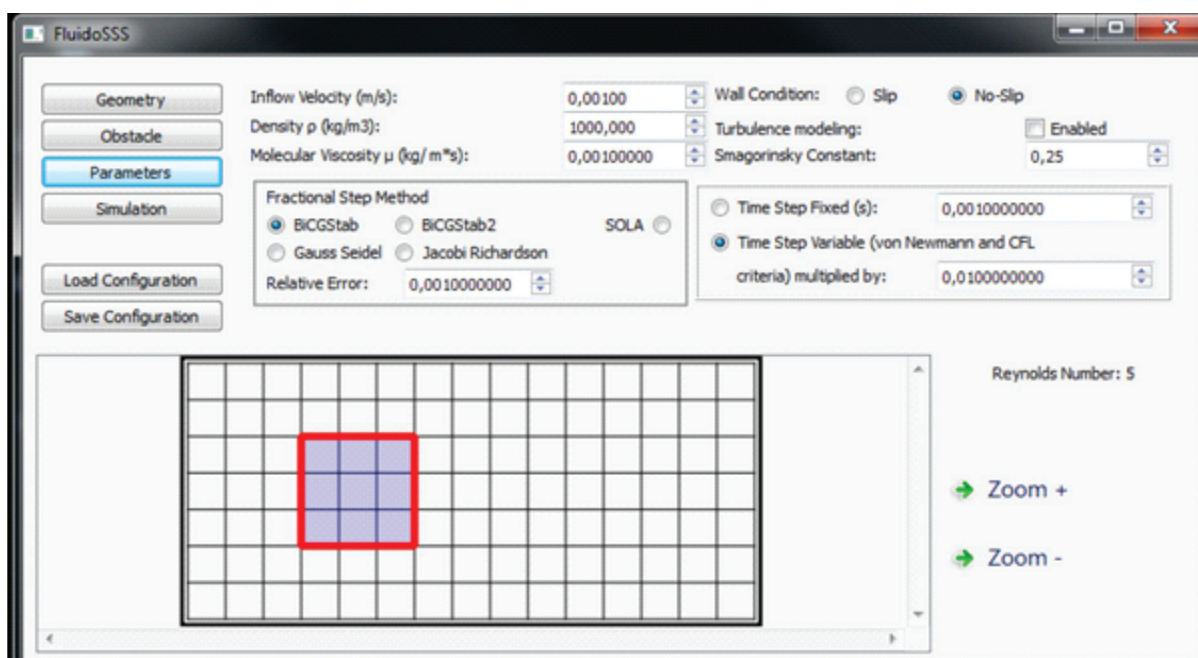 FluidoSSS
Geometry
Obstacle
Parameters
Simulation
Load Configuration
Save Configuration
Inflow Velocity (m/s): 0,00100
Density ρ (kg/m3): 1000,000
Molecular Viscosity μ (kg/ m*s): 0,00100000
Wall Condition: Slip No-Slip
Turbulence modeling: Enabled
Smagorinsky Constant: 0,25
Fractional Step Method
BiCGStab BiCGStab2 SOLA
Gauss Seidel Jacobi Richardson
Relative Error: 0,0010000000
Time Step Fixed (s): 0,0010000000
Time Step Variable (von Newmann and CFL
criteria) multiplied by: 0,0100000000
Reynolds Number: 5
Zoom +
Zoom -